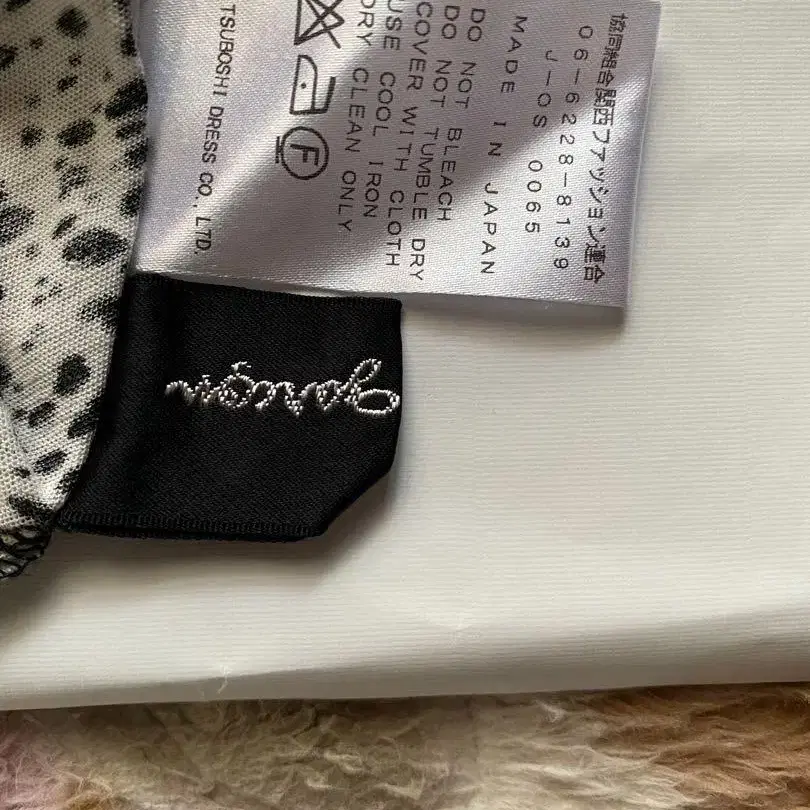 協同組合関西ファッション連合
06-6228-8139
J-OS 0065
MADE IN JAPAN
DO NOT BLEACH
DO NOT TUMBLE DRY
COVER WITH CLOTH
USE COOL IRON
DRY CLEAN ONLY
F
TSUBOSHI DRESS CO., LTD.